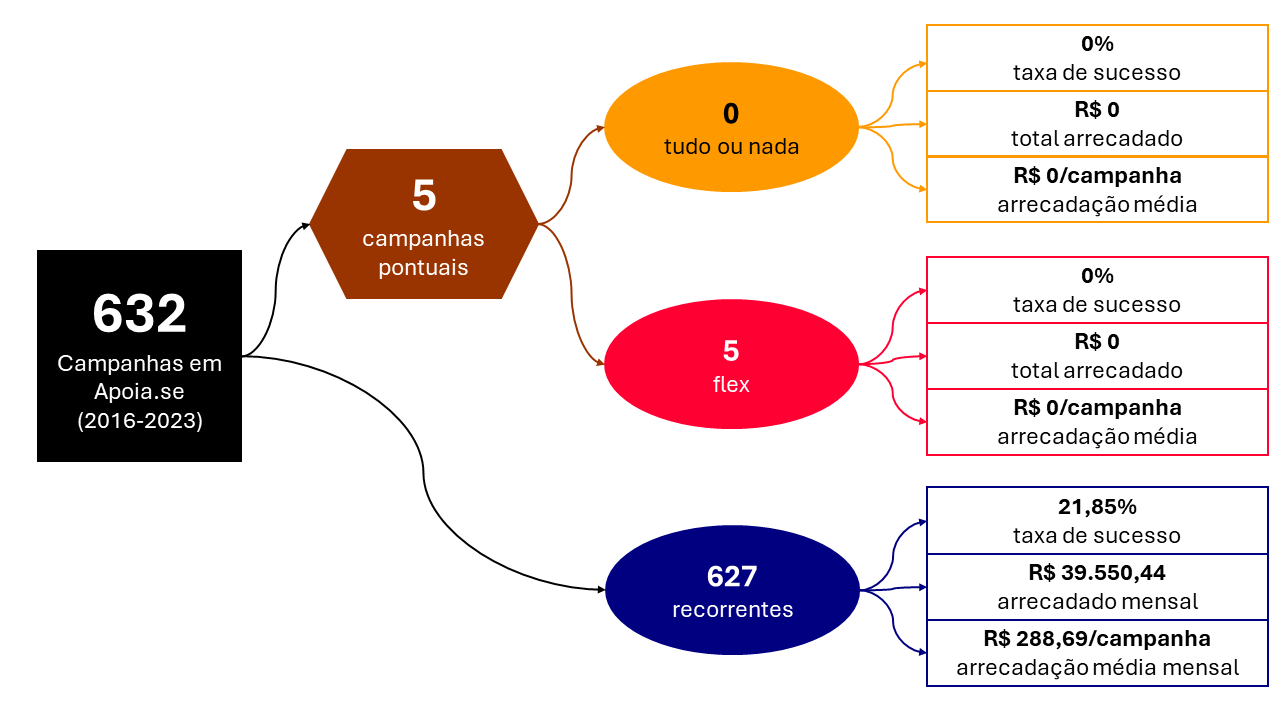 632
Campanhas em
Apoia.se
(2016-2023)
5
campanhas
pontuais
0
tudo ou nada
0%
taxa de sucesso
R$ 0
total arrecadado
R$ 0/campanha
arrecadação média
5
flex
0%
taxa de sucesso
R$ 0
total arrecadado
R$ 0/campanha
arrecadação média
627
recorrentes
21,85%
taxa de sucesso
R$ 39.550,44
arrecadado mensal
R$ 288,69/campanha
arrecadação média mensal